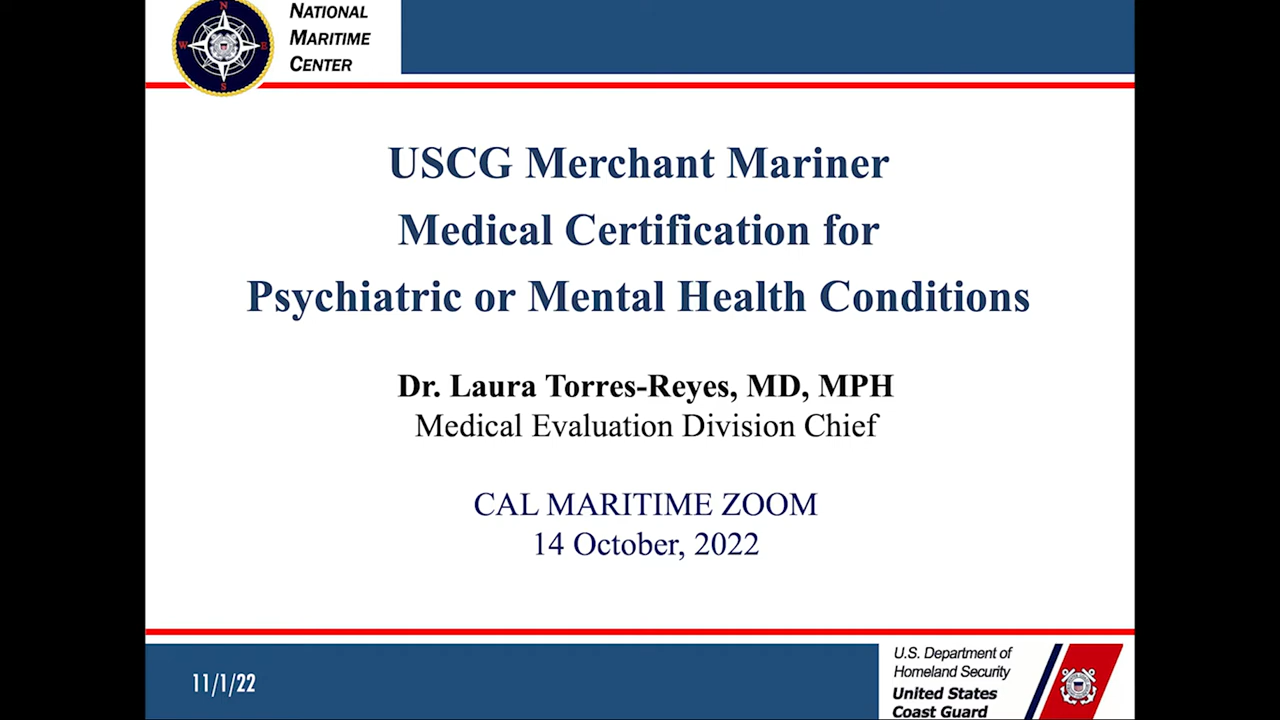 NATIONAL
MARITIME
CENTER
N
W
E
S
USCG Merchant Mariner
Medical Certification for
Psychiatric or Mental Health Conditions
Dr. Laura Torres-Reyes, MD, MPH
Medical Evaluation Division Chief
CAL MARITIME ZOOM
14 October, 2022
11/1/22
U.S. Department of
Homeland Security
United States
Coast Guard